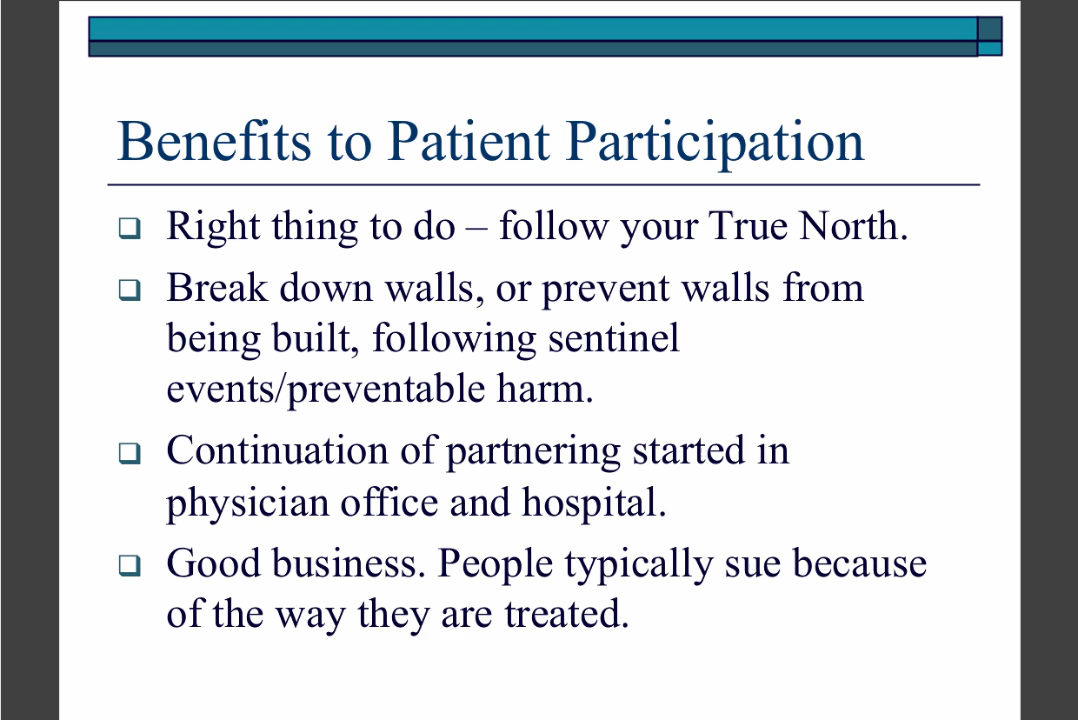 Benefits to Patient Participation
Right thing to do – follow your True North.
Break down walls, or prevent walls from
being built, following sentinel
events/preventable harm.
Continuation of partnering started in
physician office and hospital.
Good business. People typically sue because
of the way they are treated.